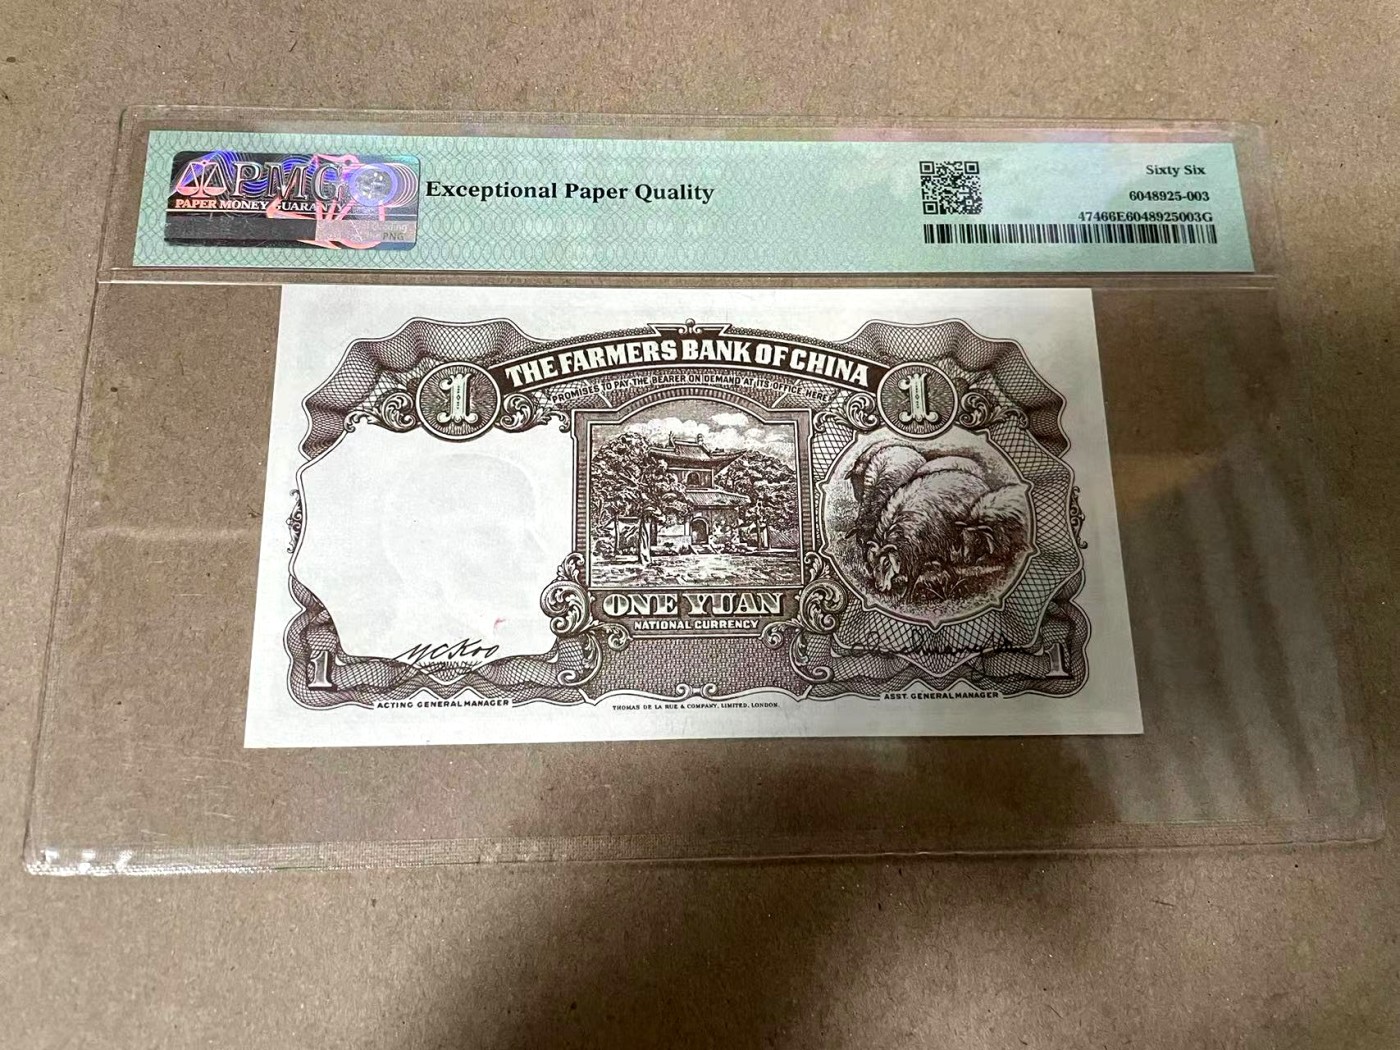 PMG
PAPER MONEY GUARAN
Exceptional Paper Quality
Sixty Six
6048925-003
47466E6048925003G
THE FARMERS BANK OF CHINA
PROMISES TO PAY THE BEARER ON DEMAND AT ITS OFFICE HERE
1
1
ONE YUAN
NATIONAL CURRENCY
Y C Koo
1
1
ACTING GENERAL MANAGER
THOMAS DE LA RUE & COMPANY, LIMITED, LONDON.
ASST. GENERAL MANAGER